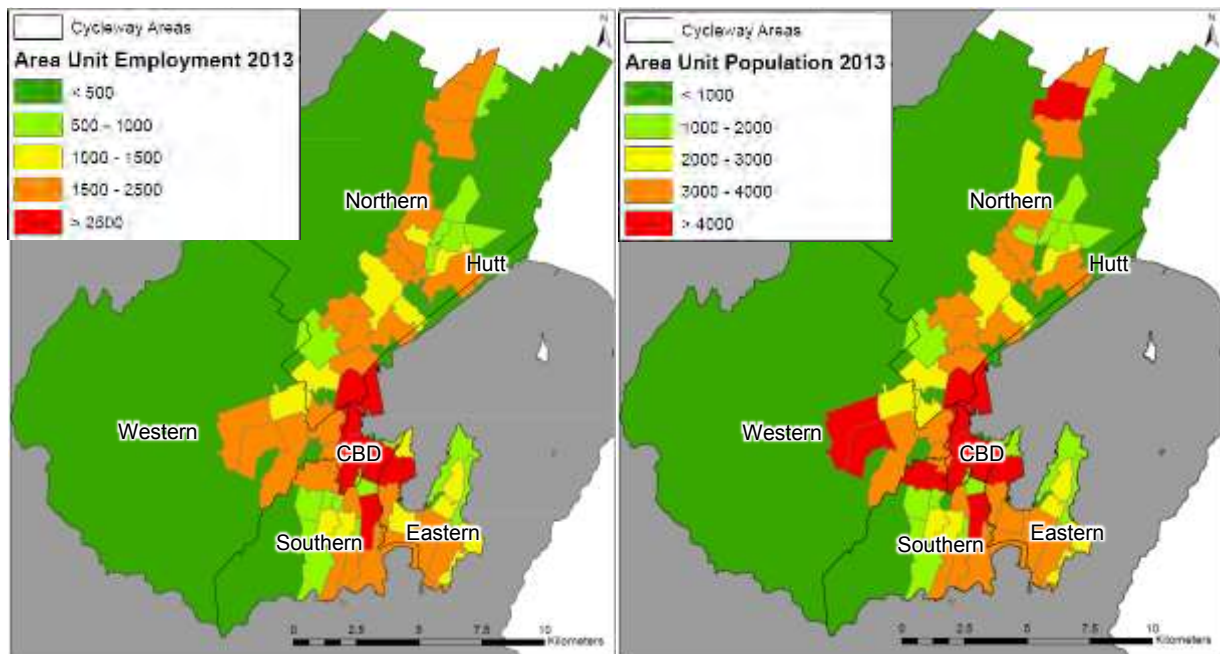 Cycleway Areas
Area Unit Employment 2013
< 500
500 - 1000
1000 - 1500
1500 - 2500
> 2500
N
Northern
Hutt
Western
CBD
Southern
Eastern
0 2.5 5 7.5 10
Kilometers
Cycleway Areas
Area Unit Population 2013
< 1000
1000 - 2000
2000 - 3000
3000 - 4000
> 4000
N
Northern
Hutt
Western
CBD
Southern
Eastern
0 2.5 5 7.5 10
Kilometers